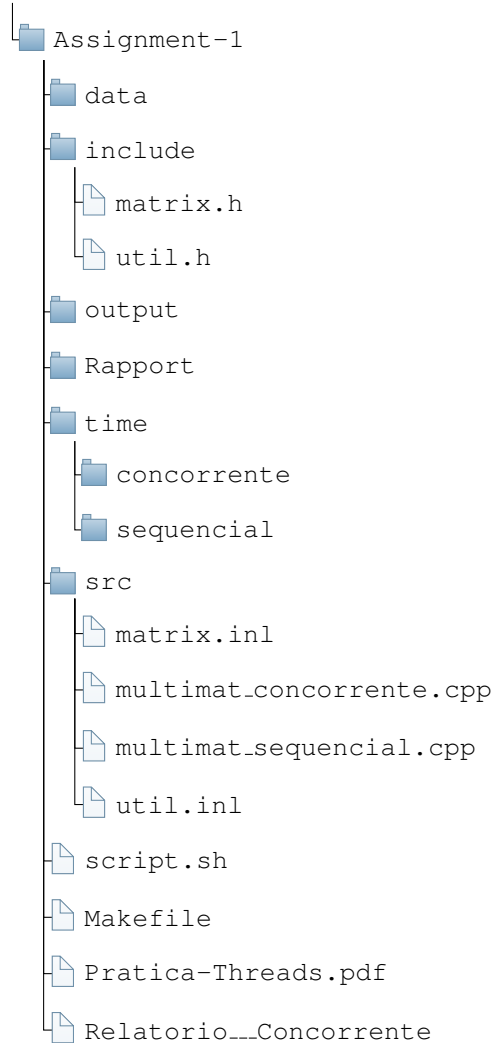 Assignment-1
data
include
matrix.h
util.h
output
Rapport
time
concorrente
sequencial
src
matrix.inl
multimat_concorrente.cpp
multimat_sequencial.cpp
util.inl
script.sh
Makefile
Pratica-Threads.pdf
Relatorio___Concorrente